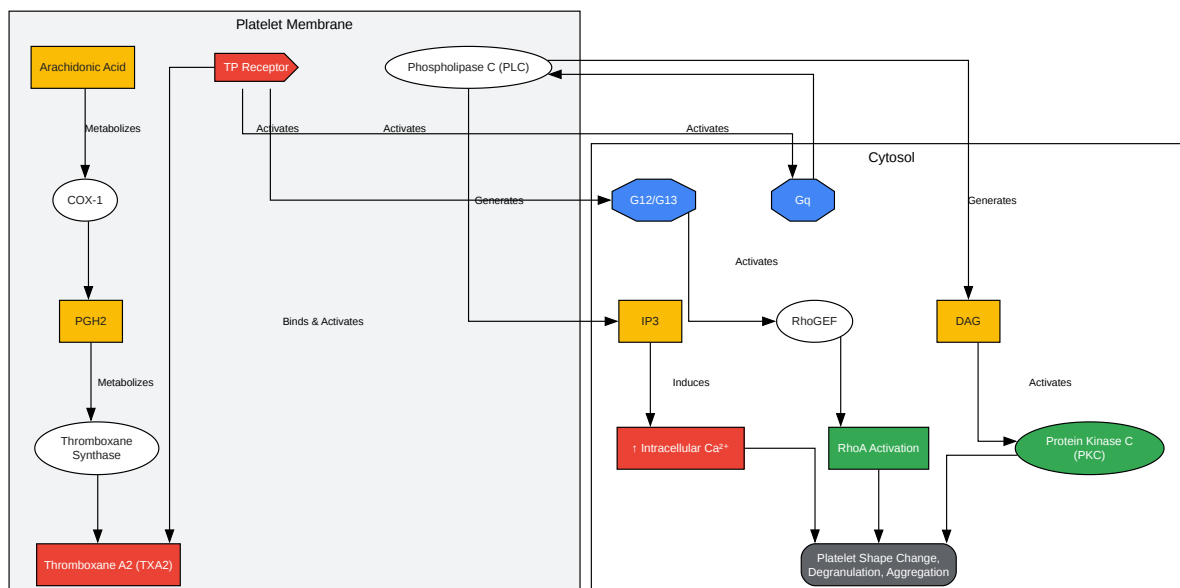 Platelet Membrane
Arachidonic Acid
TP Receptor
Phospholipase C (PLC)
Metabolizes
Activates
Activates
Activates
Cytosol
COX-1
Generates
G12/G13
Gq
Generates
Activates
PGH2
Binds & Activates
IP3
RhoGEF
DAG
Metabolizes
Induces
Activates
Thromboxane
Synthase
↑ Intracellular Ca²⁺
RhoA Activation
Protein Kinase C
(PKC)
Thromboxane A2 (TXA2)
Platelet Shape Change,
Degranulation, Aggregation